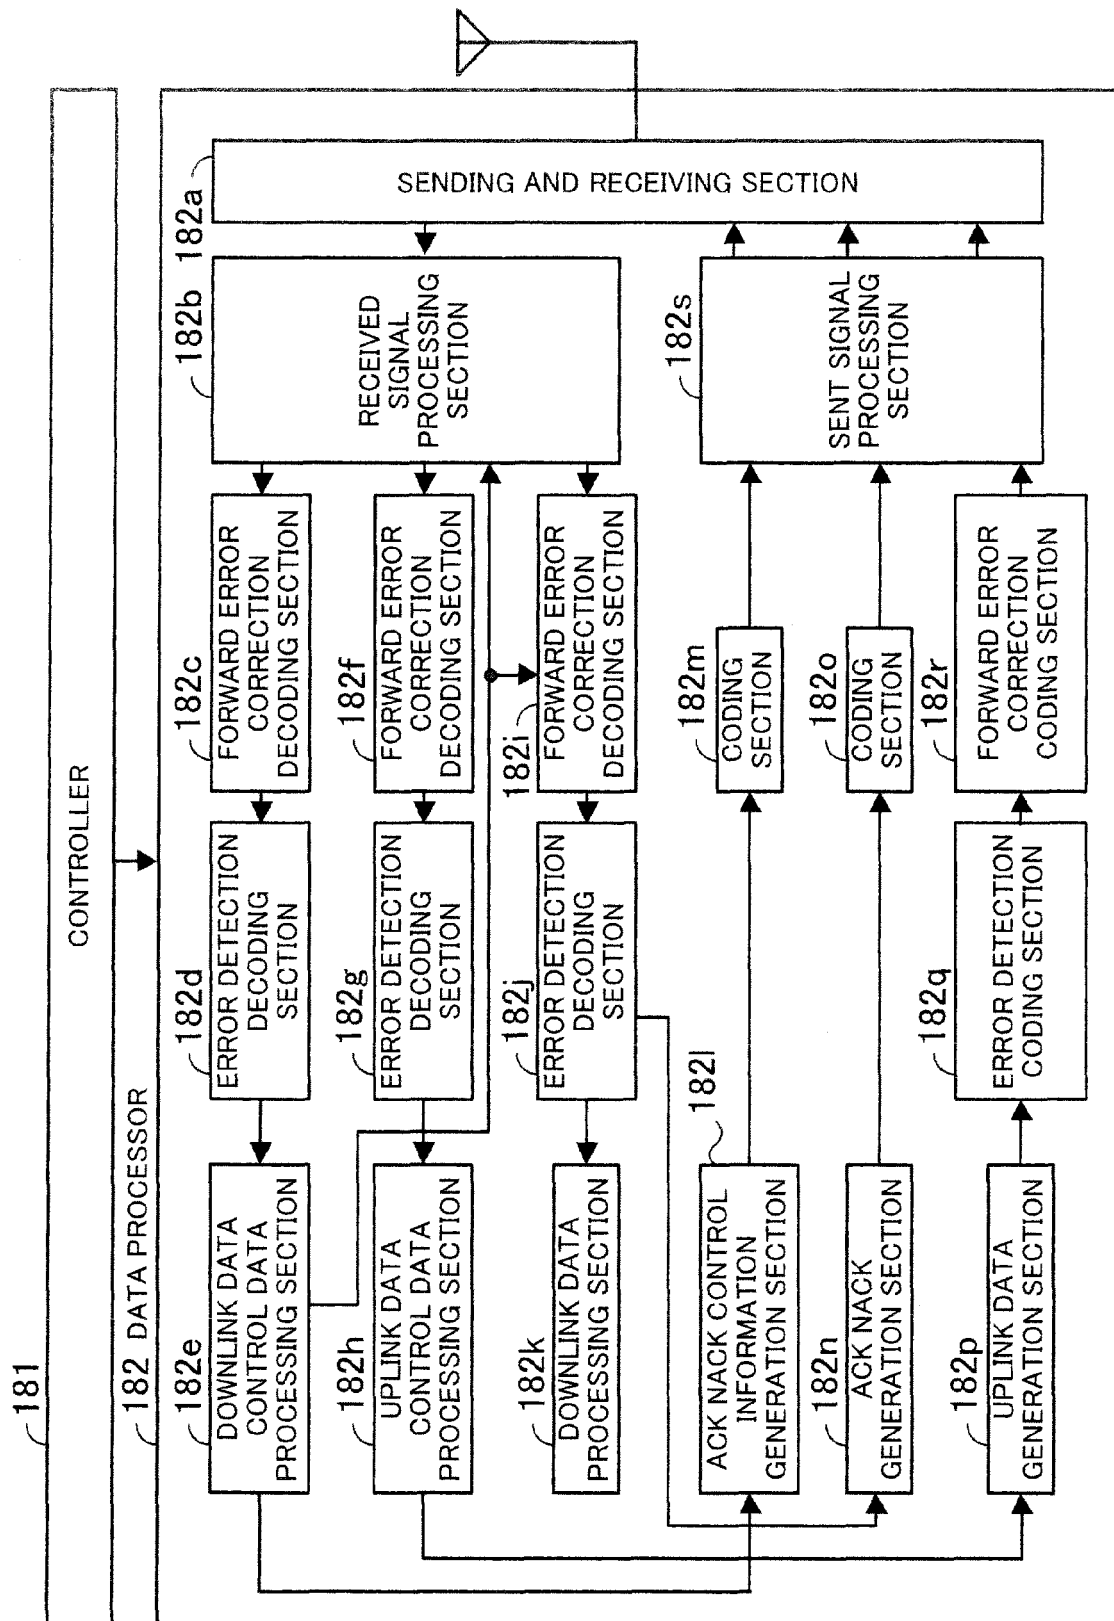 181
CONTROLLER
182 DATA PROCESSOR
182a
SENDING AND RECEIVING SECTION
182b
RECEIVED
SIGNAL
PROCESSING
SECTION
182c
FORWARD ERROR
CORRECTION
DECODING SECTION
182d
ERROR DETECTION
DECODING
SECTION
182e
DOWNLINK DATA
CONTROL DATA
PROCESSING SECTION
182f
FORWARD ERROR
CORRECTION
DECODING SECTION
182g
ERROR DETECTION
DECODING
SECTION
182h
UPLINK DATA
CONTROL DATA
PROCESSING SECTION
182i
FORWARD ERROR
CORRECTION
DECODING SECTION
182j
ERROR DETECTION
DECODING
SECTION
182k
DOWNLINK DATA
PROCESSING SECTION
182l
ACK NACK CONTROL
INFORMATION
GENERATION SECTION
182m
CODING
SECTION
182n
ACK NACK
GENERATION SECTION
182o
CODING
SECTION
182p
UPLINK DATA
GENERATION SECTION
182q
ERROR DETECTION
CODING SECTION
182r
FORWARD ERROR
CORRECTION
CODING SECTION
182s
SENT SIGNAL
PROCESSING
SECTION